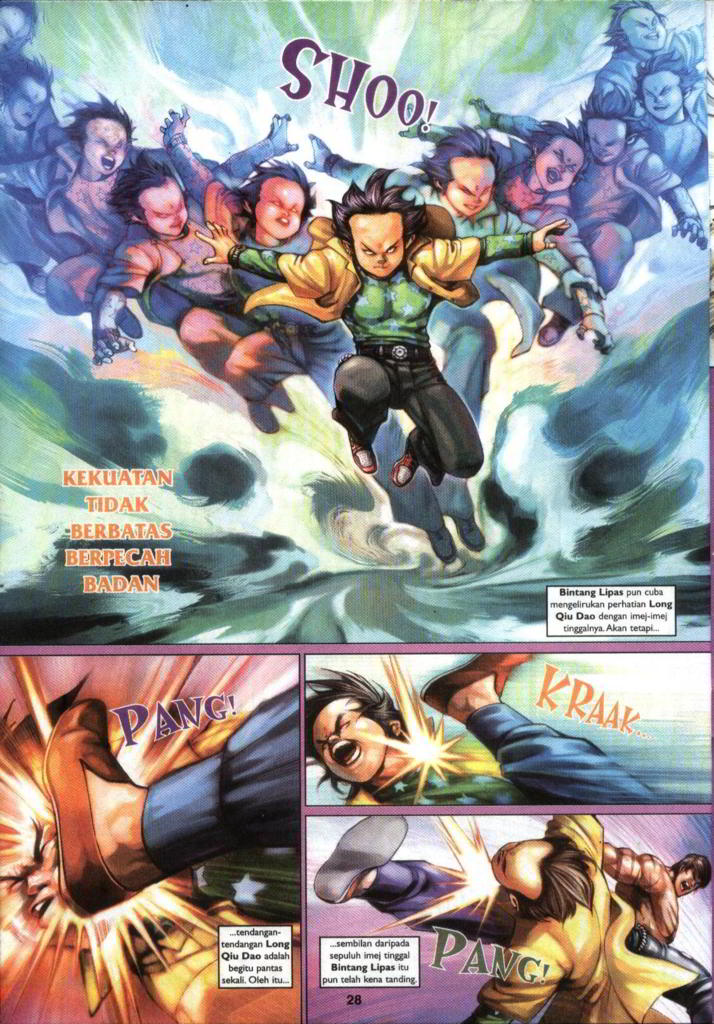 SHOO!
KEKUATAN
TIDAK
BERBATAS
BERPECAH
BADAN
Bintang Lipas pun cuba
mengelirukan perhatian Long
Qiu Dao dengan imej-imej
tinggalnya. Akan tetapi...
PANG!
...tendangan-
tendangan Long
Qiu Dao adalah
begitu pantas
sekali. Oleh itu...
KRAAK...
PANG!
...sembilan daripada
sepuluh imej tinggal
Bintang Lipas itu
pun telah kena tanding.
28